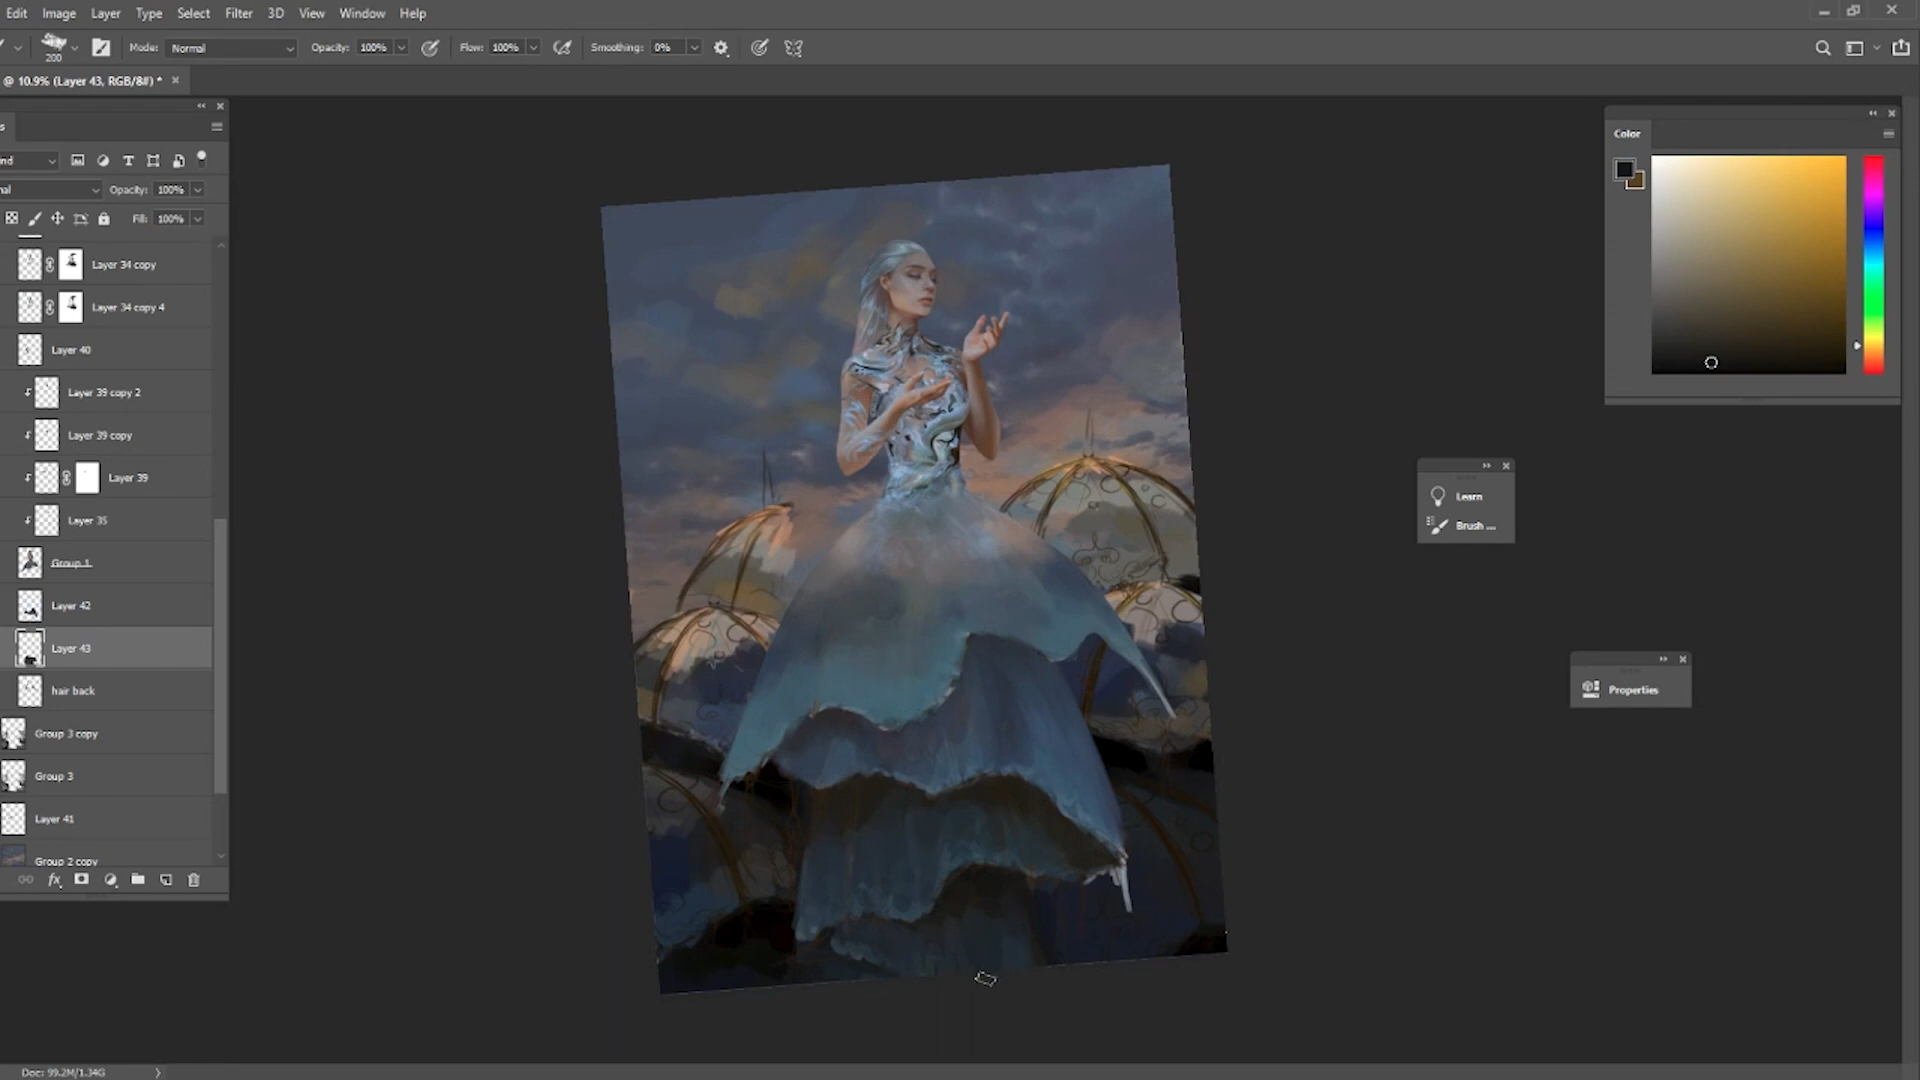 Edit Image Layer Type Select Filter 3D View Window Help
200 Mode: Normal Opacity: 100% Flow: 100% Smoothing: 0%
@ 10.9% (Layer 43, RGB/8#) *
Color
Opacity: 100%
Fill: 100%
Layer 34 copy
Layer 34 copy 4
Layer 40
Layer 39 copy 2
Layer 39 copy
Layer 39
Layer 35
Group 1
Layer 42
Layer 43
hair back
Group 3 copy
Group 3
Layer 41
Group 2 copy
fx
Learn
Brush ...
Properties
Doc: 99.2M/1.34G